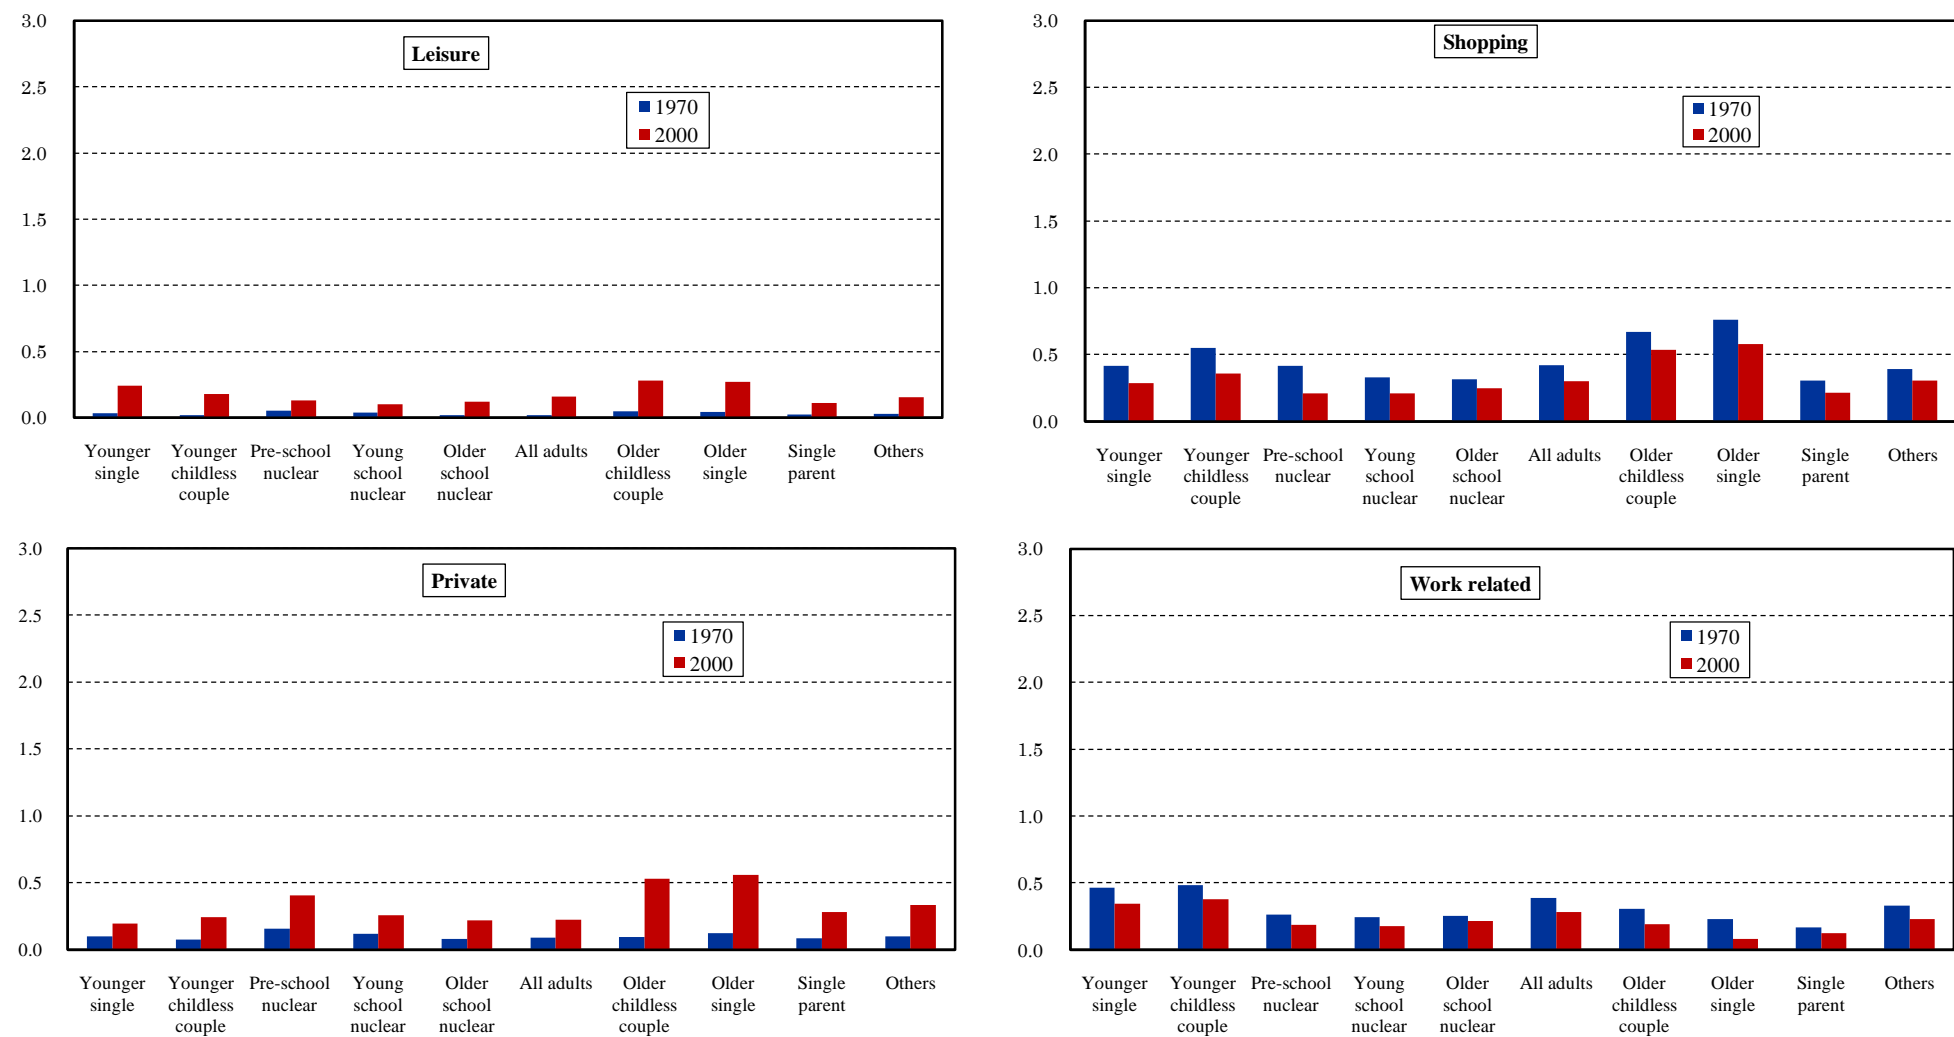 3.0
2.5
2.0
1.5
1.0
0.5
0.0
Leisure
1970
2000
Younger single
Younger childless couple
Pre-school nuclear
Young school nuclear
Older school nuclear
All adults
Older childless couple
Older single
Single parent
Others
3.0
2.5
2.0
1.5
1.0
0.5
0.0
Shopping
1970
2000
Younger single
Younger childless couple
Pre-school nuclear
Young school nuclear
Older school nuclear
All adults
Older childless couple
Older single
Single parent
Others
3.0
2.5
2.0
1.5
1.0
0.5
0.0
Private
1970
2000
Younger single
Younger childless couple
Pre-school nuclear
Young school nuclear
Older school nuclear
All adults
Older childless couple
Older single
Single parent
Others
3.0
2.5
2.0
1.5
1.0
0.5
0.0
Work related
1970
2000
Younger single
Younger childless couple
Pre-school nuclear
Young school nuclear
Older school nuclear
All adults
Older childless couple
Older single
Single parent
Others